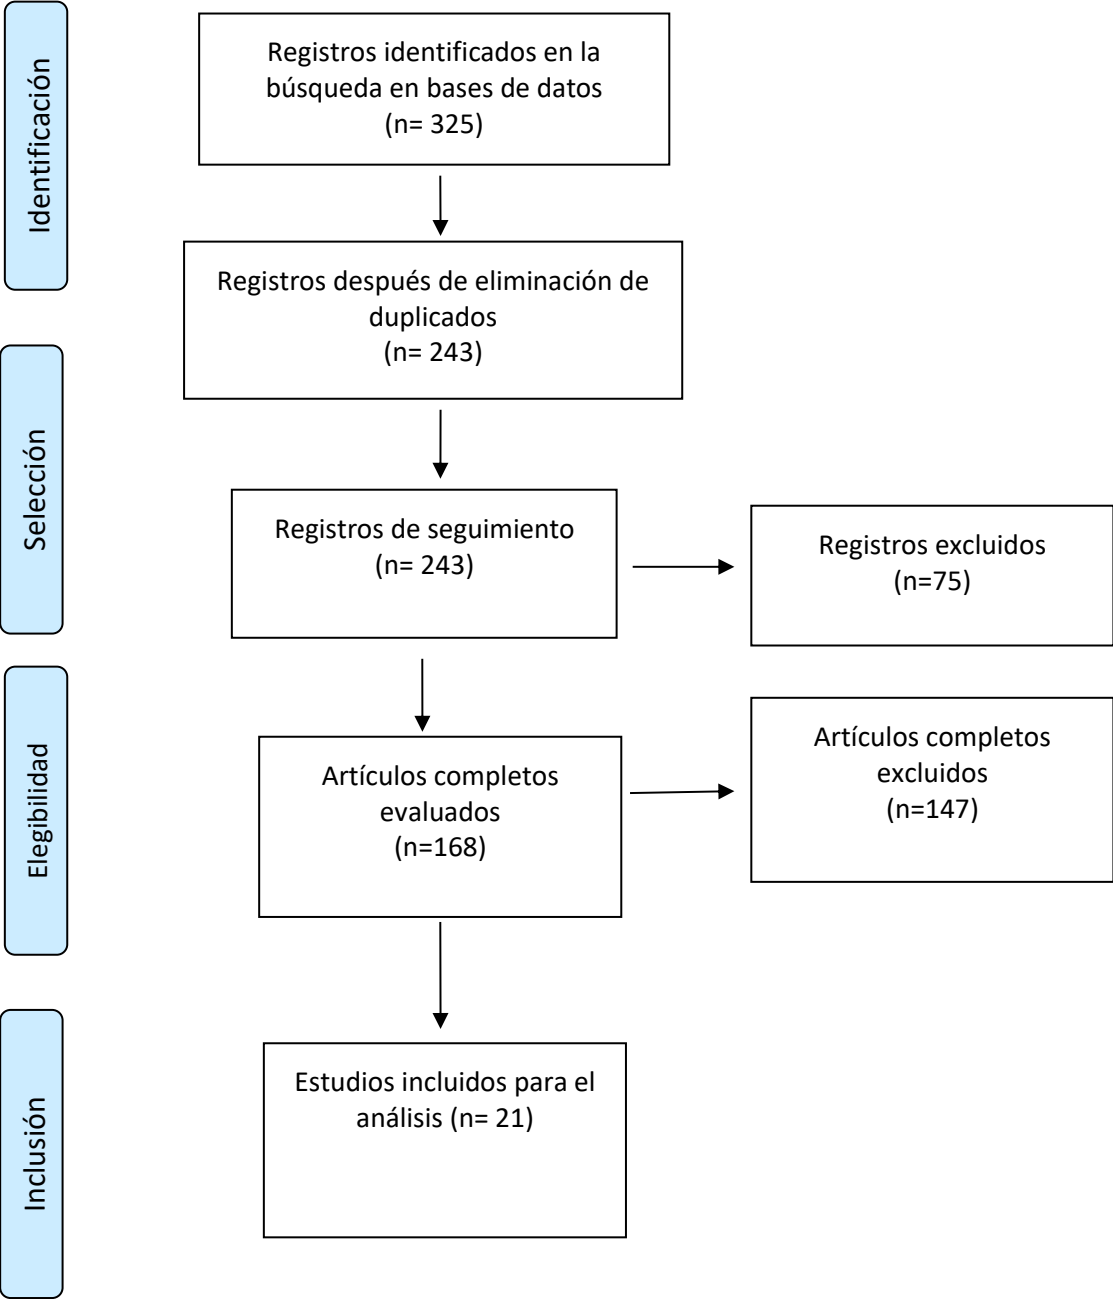 Identificación
Registros identificados en la
búsqueda en bases de datos
(n= 325)
Registros después de eliminación de
duplicados
(n= 243)
Selección
Registros de seguimiento
(n= 243)
Registros excluidos
(n=75)
Elegibilidad
Artículos completos
evaluados
(n=168)
Artículos completos
excluidos
(n=147)
Inclusión
Estudios incluidos para el
análisis (n= 21)